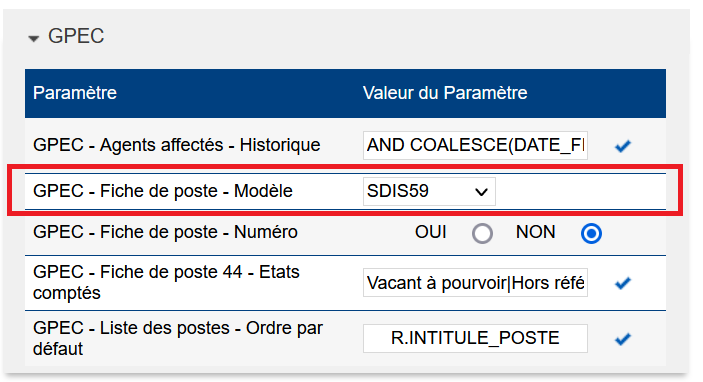 GPEC
Paramètre Valeur du Paramètre
GPEC - Agents affectés - Historique AND COALESCE(DATE_FI
GPEC - Fiche de poste - Modèle SDIS59
GPEC - Fiche de poste - Numéro OUI NON
GPEC - Fiche de poste 44 - Etats
comptés Vacant à pourvoir|Hors réfé
GPEC - Liste des postes - Ordre par
défaut R.INTITULE_POSTE